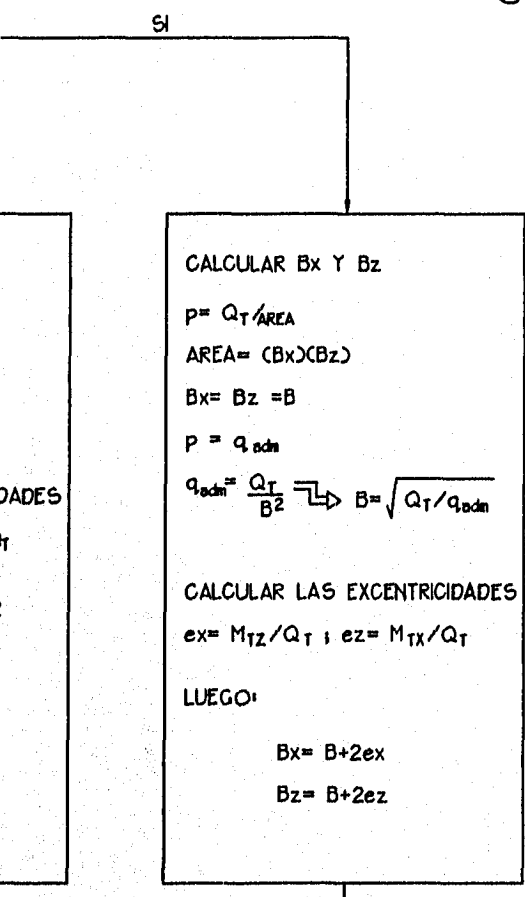 SI
CALCULAR Bx Y Bz
p= QT/AREA
AREA= (Bx)(Bz)
Bx= Bz =B
p = qadm
qadm= QT/B2 B= √QT/qadm
DADES
CALCULAR LAS EXCENTRICIDADES
ex= MTZ/QT ; ez= MTX/QT
LUEGO:
Bx= B+2ex
Bz= B+2ez